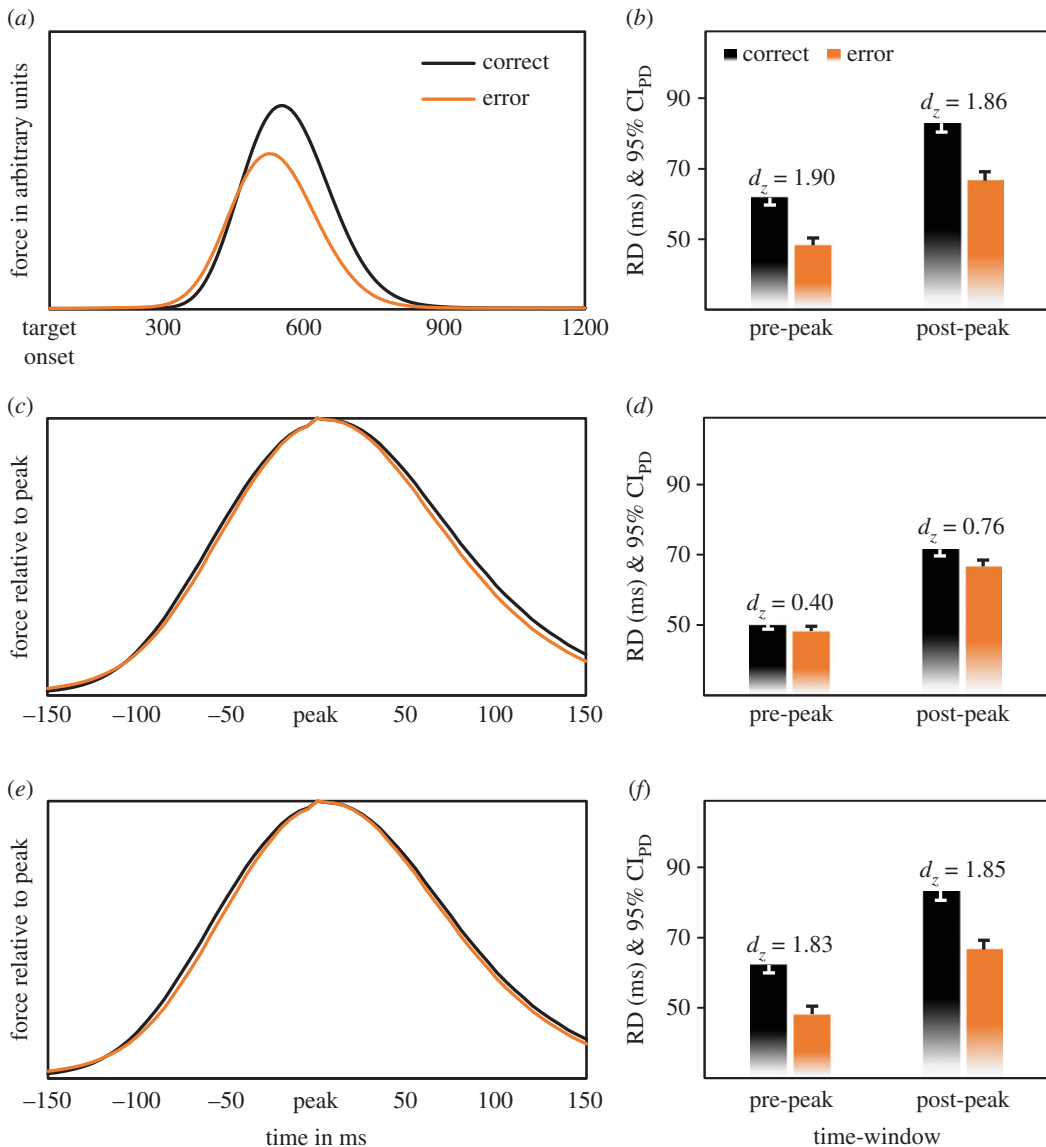 (a)
force in arbitrary units
correct
error
target
onset
300
600
900
1200
(b)
correct
error
RD (ms) & 95% CI_PD
90
70
50
d_z = 1.90
d_z = 1.86
pre-peak
post-peak
(c)
force relative to peak
–150
–100
–50
peak
50
100
150
(d)
RD (ms) & 95% CI_PD
90
70
50
d_z = 0.40
d_z = 0.76
pre-peak
post-peak
(e)
force relative to peak
–150
–100
–50
peak
50
100
150
time in ms
(f)
RD (ms) & 95% CI_PD
90
70
50
d_z = 1.83
d_z = 1.85
pre-peak
post-peak
time-window